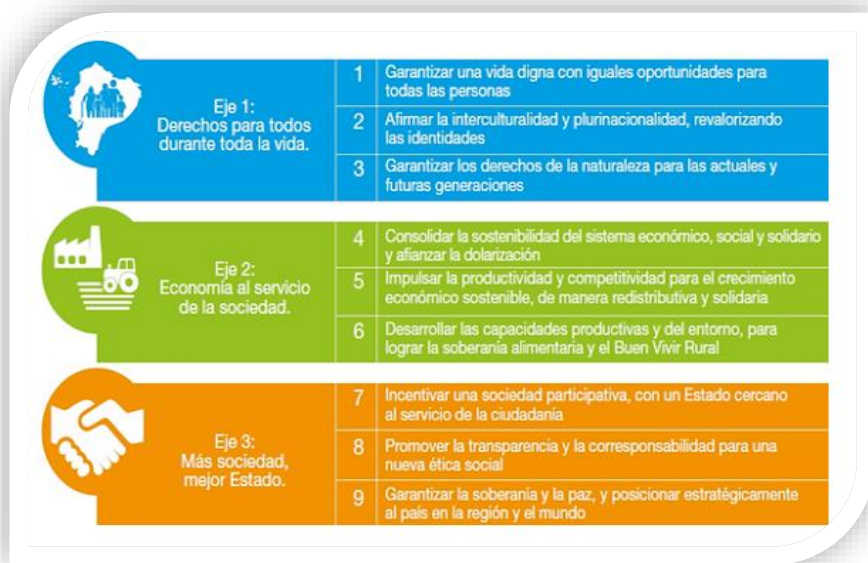 Eje 1:
Derechos para todos
durante toda la vida.
1 Garantizar una vida digna con iguales oportunidades para
todas las personas
2 Afirmar la interculturalidad y plurinacionalidad, revalorizando
las identidades
3 Garantizar los derechos de la naturaleza para las actuales y
futuras generaciones
Eje 2:
Economía al servicio
de la sociedad.
4 Consolidar la sostenibilidad del sistema económico, social y solidario
y afianzar la dolarización
5 Impulsar la productividad y competitividad para el crecimiento
económico sostenible, de manera redistributiva y solidaria
6 Desarrollar las capacidades productivas y del entorno, para
lograr la soberanía alimentaria y el Buen Vivir Rural
Eje 3:
Más sociedad,
mejor Estado.
7 Incentivar una sociedad participativa, con un Estado cercano
al servicio de la ciudadanía
8 Promover la transparencia y la corresponsabilidad para una
nueva ética social
9 Garantizar la soberanía y la paz, y posicionar estratégicamente
al país en la región y el mundo